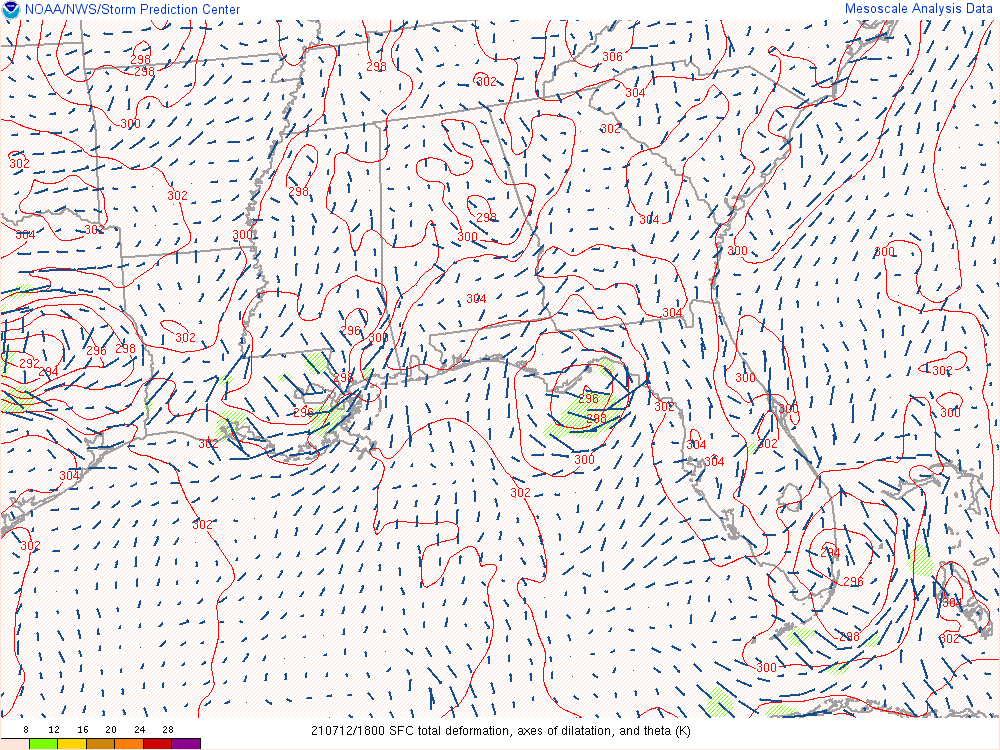 NOAA/NWS/Storm Prediction Center Mesoscale Analysis Data
306
298 298 302
298
304
300 302
302
302 298
304 298
304 302 300 300 300 300
304 304
296 302 300
292 296 298
294 302
298 300
296 296 302 300 300
298
302 304 302
300 304
304
302
302
302
294
296
304
298 302
300
8 12 16 20 24 28 210712/1800 SFC total deformation, axes of dilatation, and theta (K)